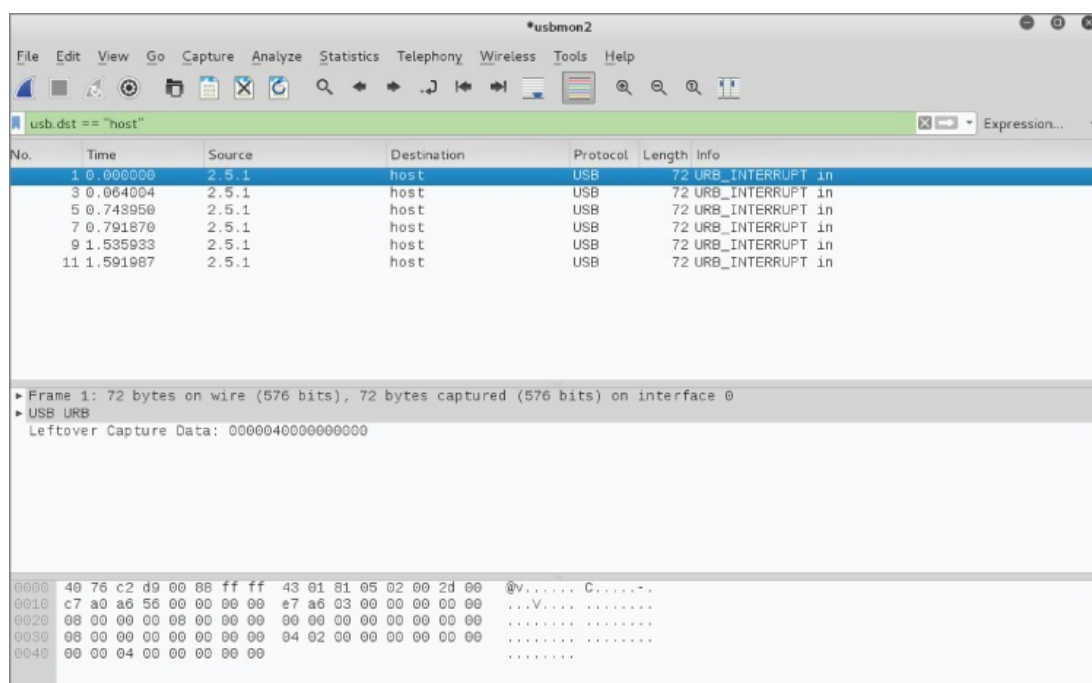 *usbmon2
File Edit View Go Capture Analyze Statistics Telephony Wireless Tools Help
usb.dst == "host" Expression...
No. Time Source Destination Protocol Length Info
1 0.000000 2.5.1 host USB 72 URB_INTERRUPT in
3 0.064004 2.5.1 host USB 72 URB_INTERRUPT in
5 0.743950 2.5.1 host USB 72 URB_INTERRUPT in
7 0.791870 2.5.1 host USB 72 URB_INTERRUPT in
9 1.535933 2.5.1 host USB 72 URB_INTERRUPT in
11 1.591987 2.5.1 host USB 72 URB_INTERRUPT in
Frame 1: 72 bytes on wire (576 bits), 72 bytes captured (576 bits) on interface 0
USB URB
Leftover Capture Data: 0000040000000000
0000 40 76 c2 d9 00 88 ff ff 43 01 81 05 02 00 2d 00 @v...... C.....-.
0010 c7 a0 a6 56 00 00 00 00 e7 a6 03 00 00 00 00 00 ...V.... ........
0020 08 00 00 00 08 00 00 00 00 00 00 00 00 00 00 00 ........ ........
0030 08 00 00 00 00 00 00 00 04 02 00 00 00 00 00 00 ........ ........
0040 00 00 04 00 00 00 00 00 ........